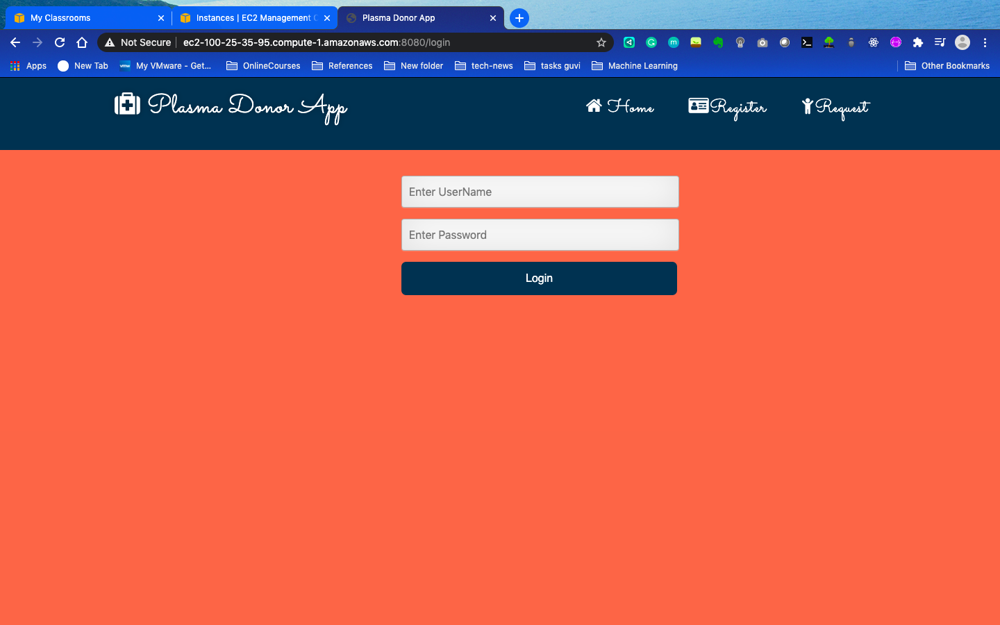 My Classrooms
Instances | EC2 Management C
Plasma Donor App
Not Secure
ec2-100-25-35-95.compute-1.amazonaws.com:8080/login
Apps
New Tab
vmw
My VMware - Get...
OnlineCourses
References
New folder
tech-news
tasks guvi
Machine Learning
Other Bookmarks
Plasma Donor App
Home
Register
Request
Enter UserName
Enter Password
Login